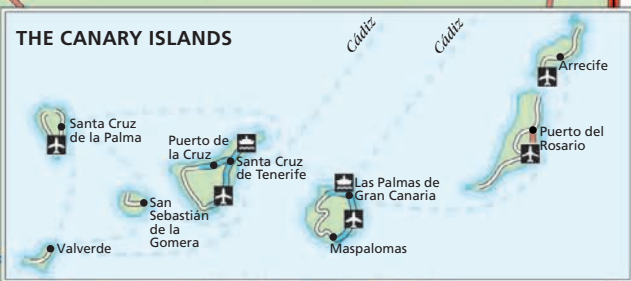 THE CANARY ISLANDS
Cádiz
Cádiz
Arrecife
Santa Cruz
de la Palma
Puerto de
la Cruz
Santa Cruz
de Tenerife
Puerto del
Rosario
Las Palmas de
Gran Canaria
San
Sebastián
de la
Gomera
Valverde
Maspalomas